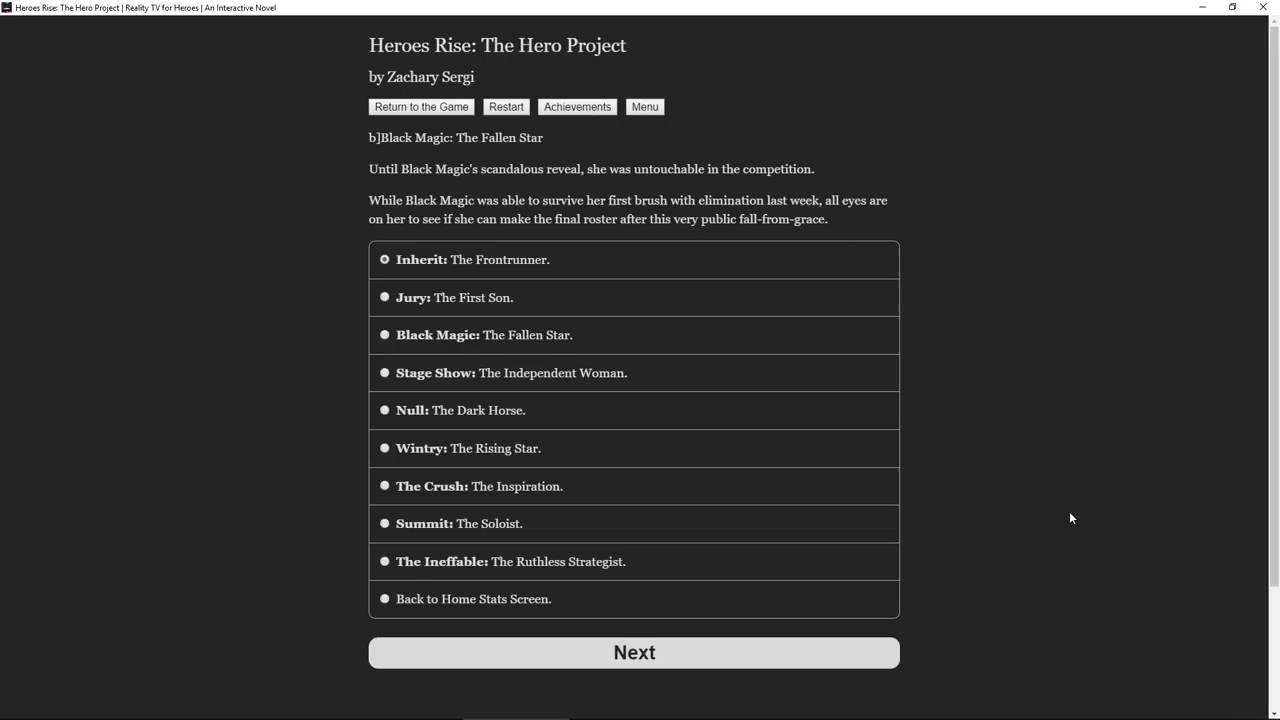 Heroes Rise: The Hero Project | Reality TV for Heroes | An Interactive Novel
Heroes Rise: The Hero Project
by Zachary Sergi
Return to the Game Restart Achievements Menu
b]Black Magic: The Fallen Star
Until Black Magic's scandalous reveal, she was untouchable in the competition.
While Black Magic was able to survive her first brush with elimination last week, all eyes are
on her to see if she can make the final roster after this very public fall-from-grace.
Inherit: The Frontrunner.
Jury: The First Son.
Black Magic: The Fallen Star.
Stage Show: The Independent Woman.
Null: The Dark Horse.
Wintry: The Rising Star.
The Crush: The Inspiration.
Summit: The Soloist.
The Ineffable: The Ruthless Strategist.
Back to Home Stats Screen.
Next